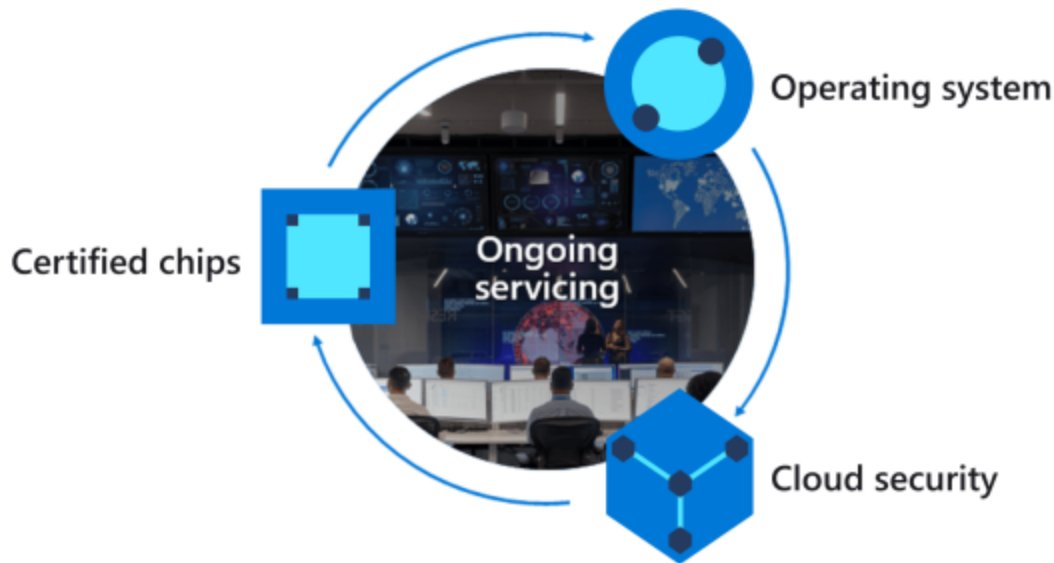 Operating system
Certified chips
Ongoing
servicing
Cloud security